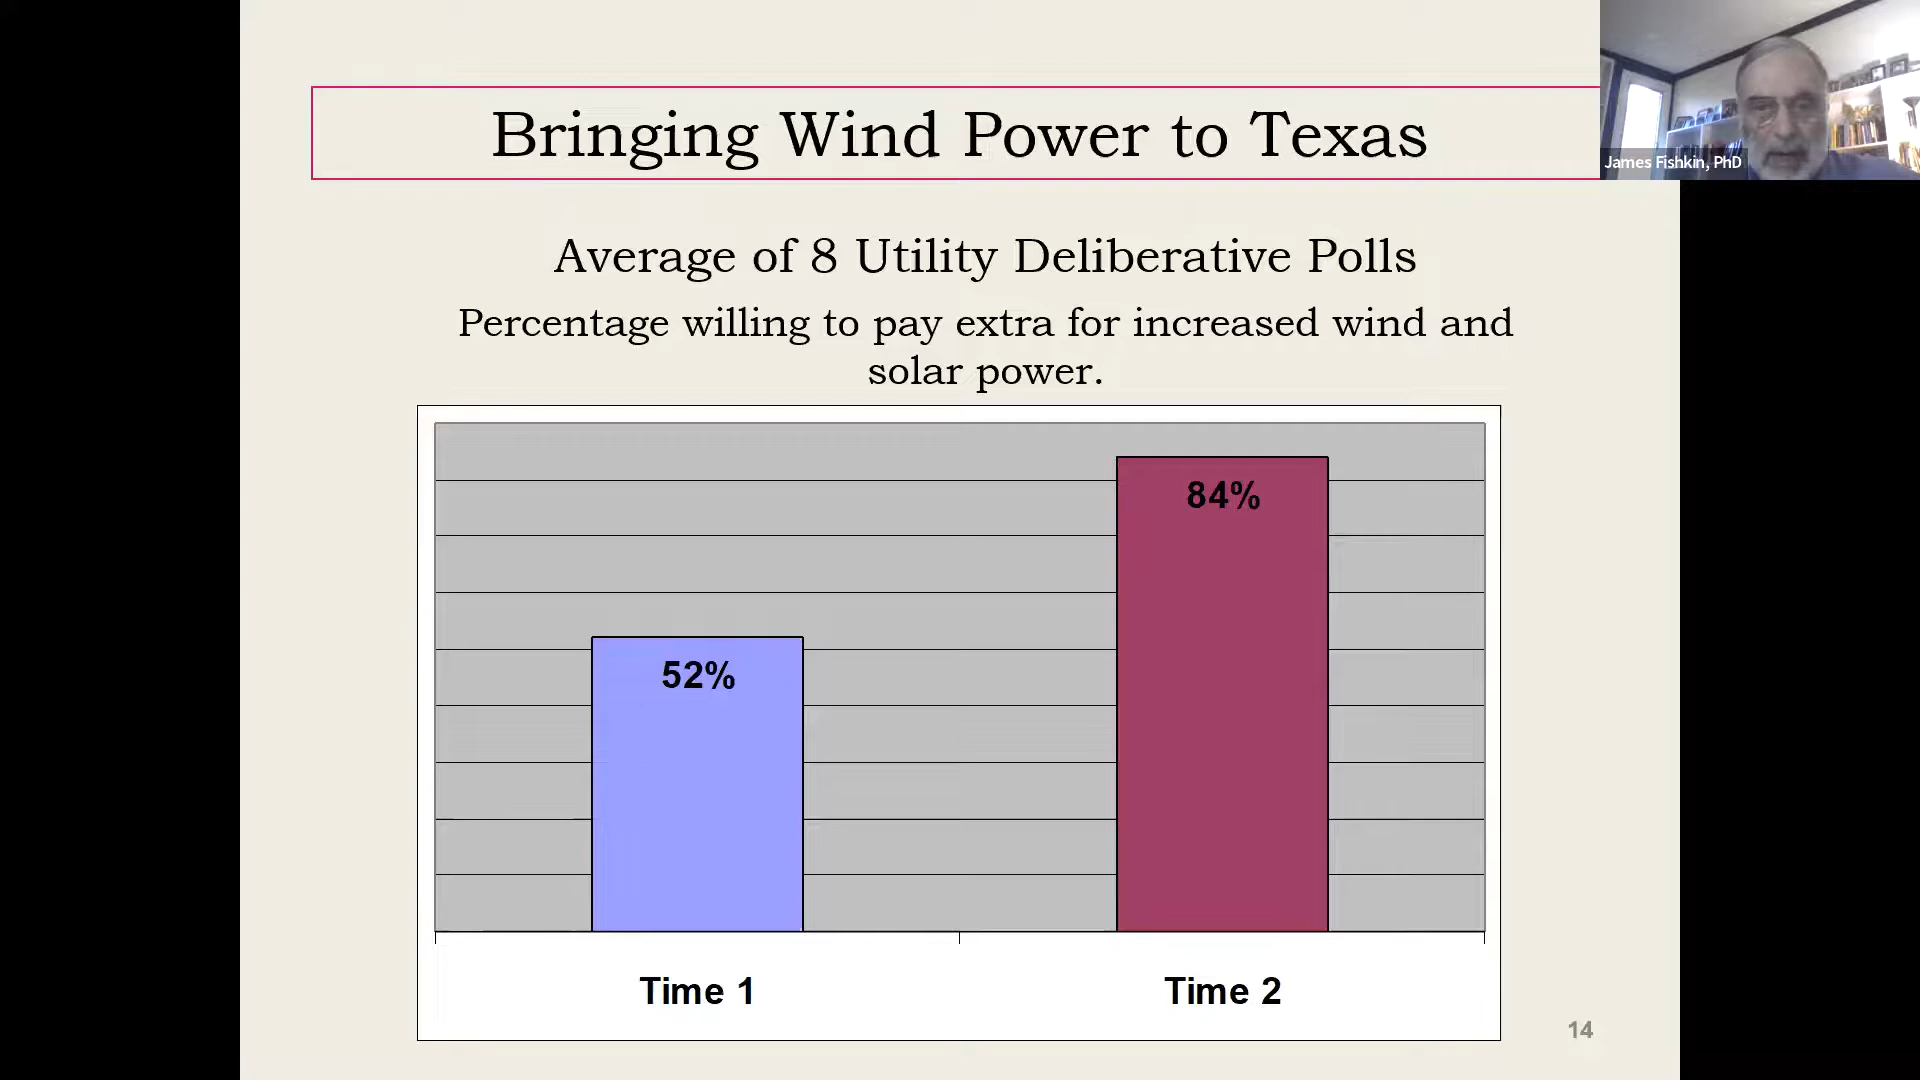 Bringing Wind Power to Texas
James Fishkin, PhD
Average of 8 Utility Deliberative Polls
Percentage willing to pay extra for increased wind and
solar power.
84%
52%
Time 1
Time 2
14